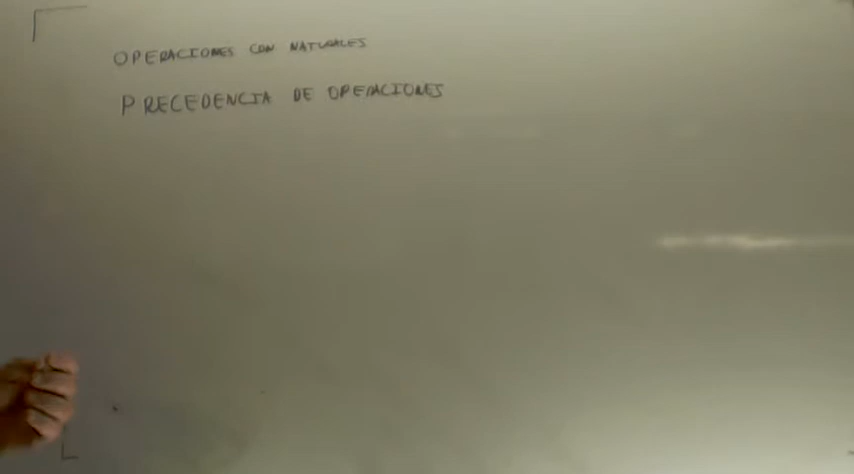 OPERACIONES CON NATURALES
PRECEDENCIA DE OPERACIONES